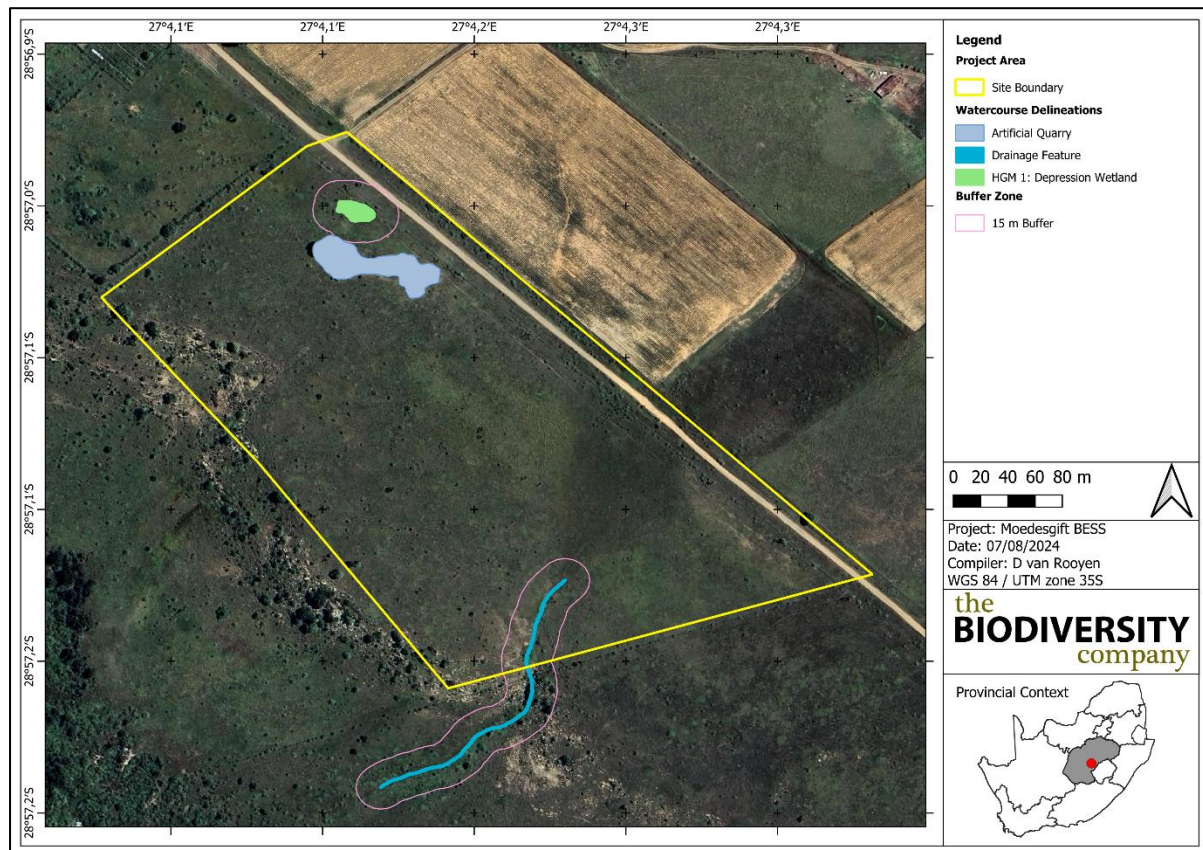 27°4,1'E 27°4,1'E 27°4,2'E 27°4,3'E 27°4,3'E
28°56,9'S
28°57,0'S
28°57,1'S
28°57,1'S
28°57,2'S
28°57,2'S
Legend
Project Area
Site Boundary
Watercourse Delineations
Artificial Quarry
Drainage Feature
HGM 1: Depression Wetland
Buffer Zone
15 m Buffer
0 20 40 60 80 m
Project: Moedesgift BESS
Date: 07/08/2024
Compiler: D van Rooyen
WGS 84 / UTM zone 35S
the
BIODIVERSITY
company
Provincial Context